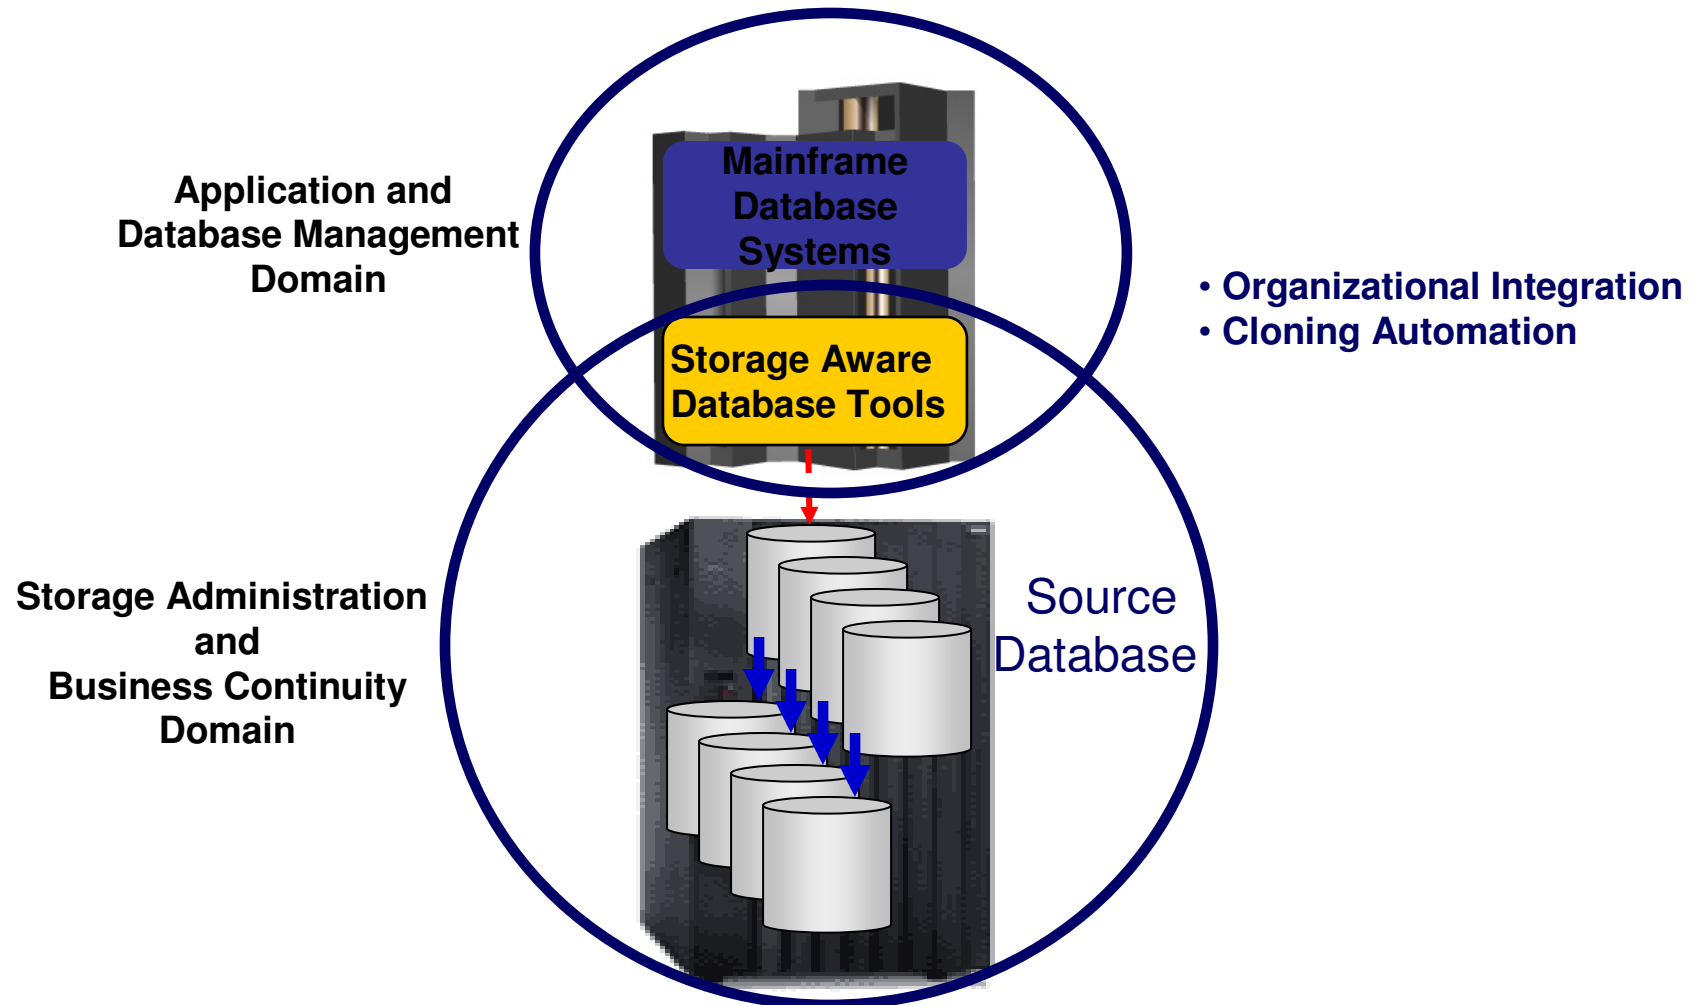 Mainframe
Database
Systems
Application and
Database Management
Domain
• Organizational Integration
• Cloning Automation
Storage Aware
Database Tools
Storage Administration
and
Business Continuity
Domain
Source
Database